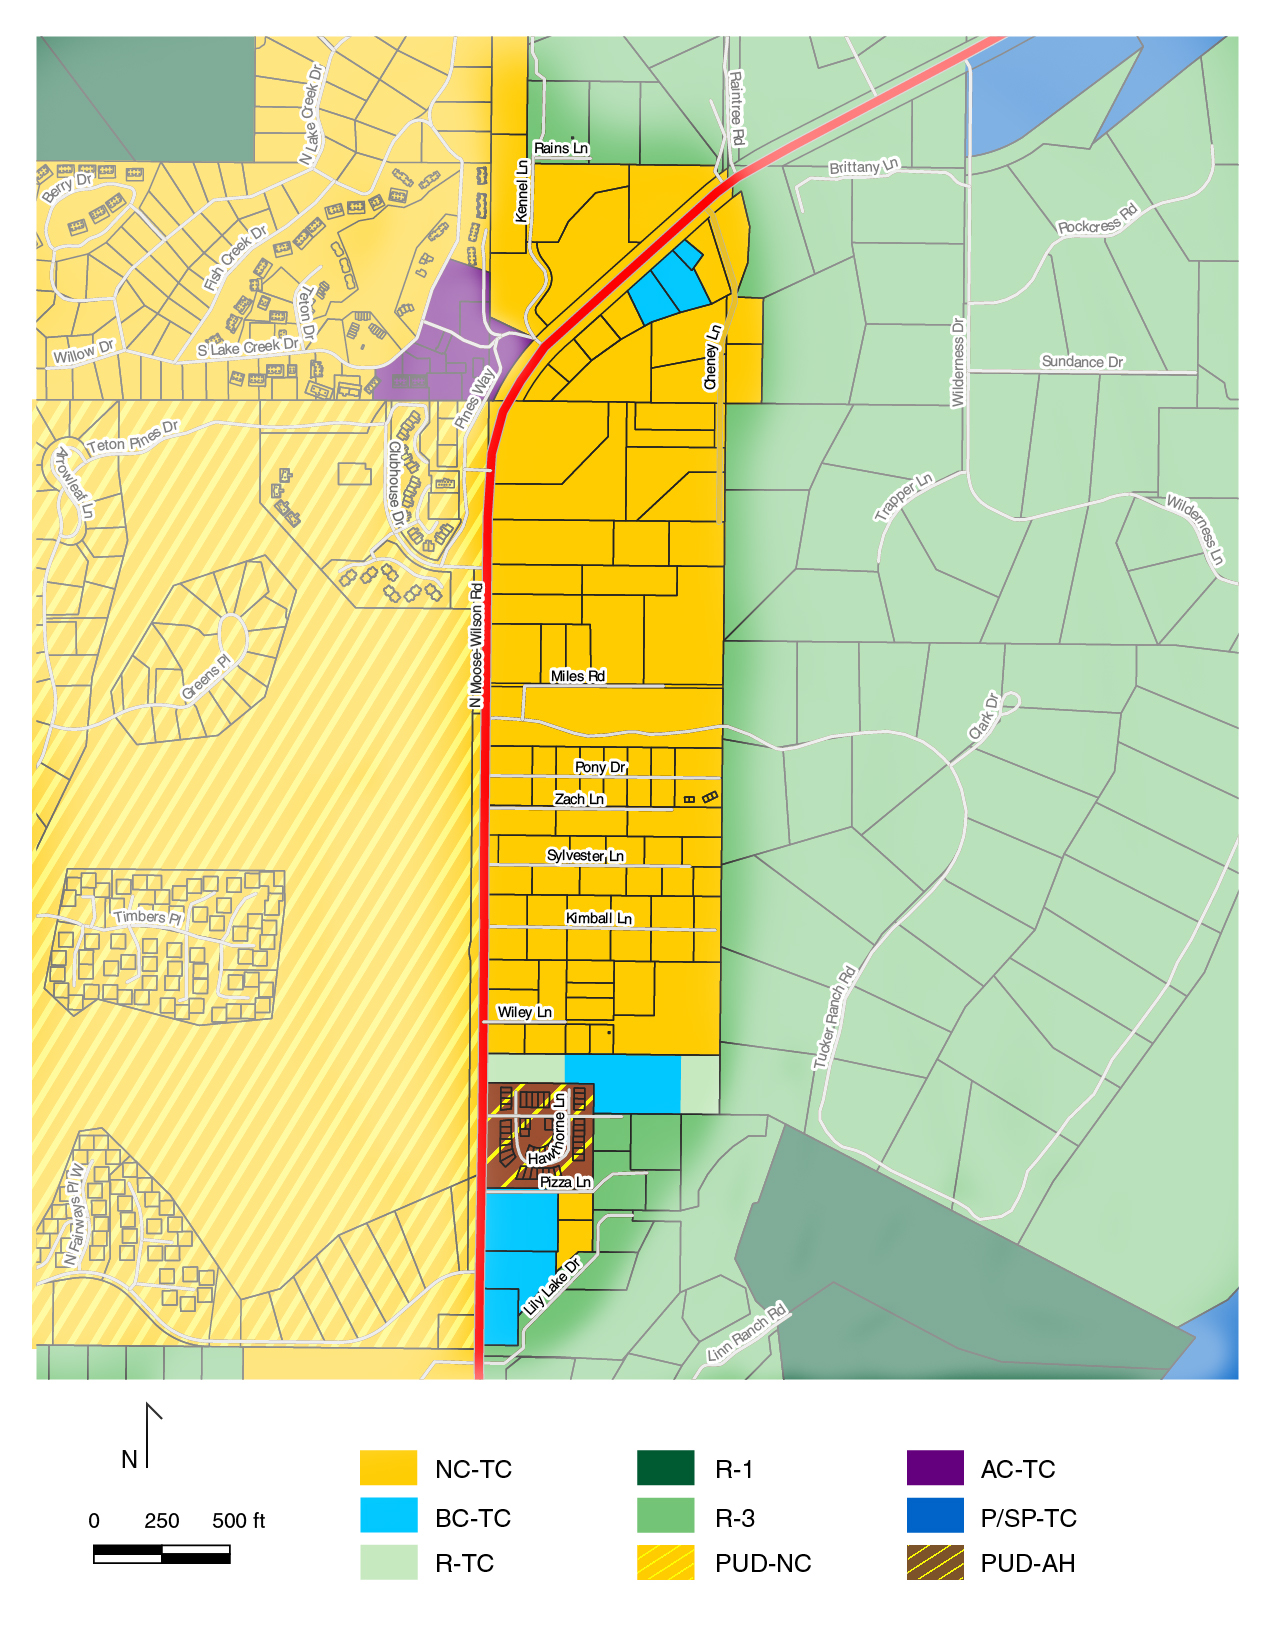 N Lake Creek Dr
Raintree Rd
Rains Ln
Brittany Ln
Berry Dr
Kennel Ln
Rockcress Rd
Fish Creek Dr
Teton Dr
Willow Dr
S Lake Creek Dr
Cheney Ln
Wilderness Dr
Sundance Dr
Pines Way
Teton Pines Dr
Arrowleaf Ln
Clubhouse Dr
Trapper Ln
Wilderness Ln
N Moose-Wilson Rd
Greens Pl
Miles Rd
Clark Dr
Pony Dr
Zach Ln
Sylvester Ln
Timbers Pl
Kimball Ln
Tucker Ranch Rd
Wiley Ln
Hawthorne Ln
Pizza Ln
N Fairways Pl W
Lily Lake Dr
Linn Ranch Rd
N
0 250 500 ft
NC-TC
BC-TC
R-TC
R-1
R-3
PUD-NC
AC-TC
P/SP-TC
PUD-AH